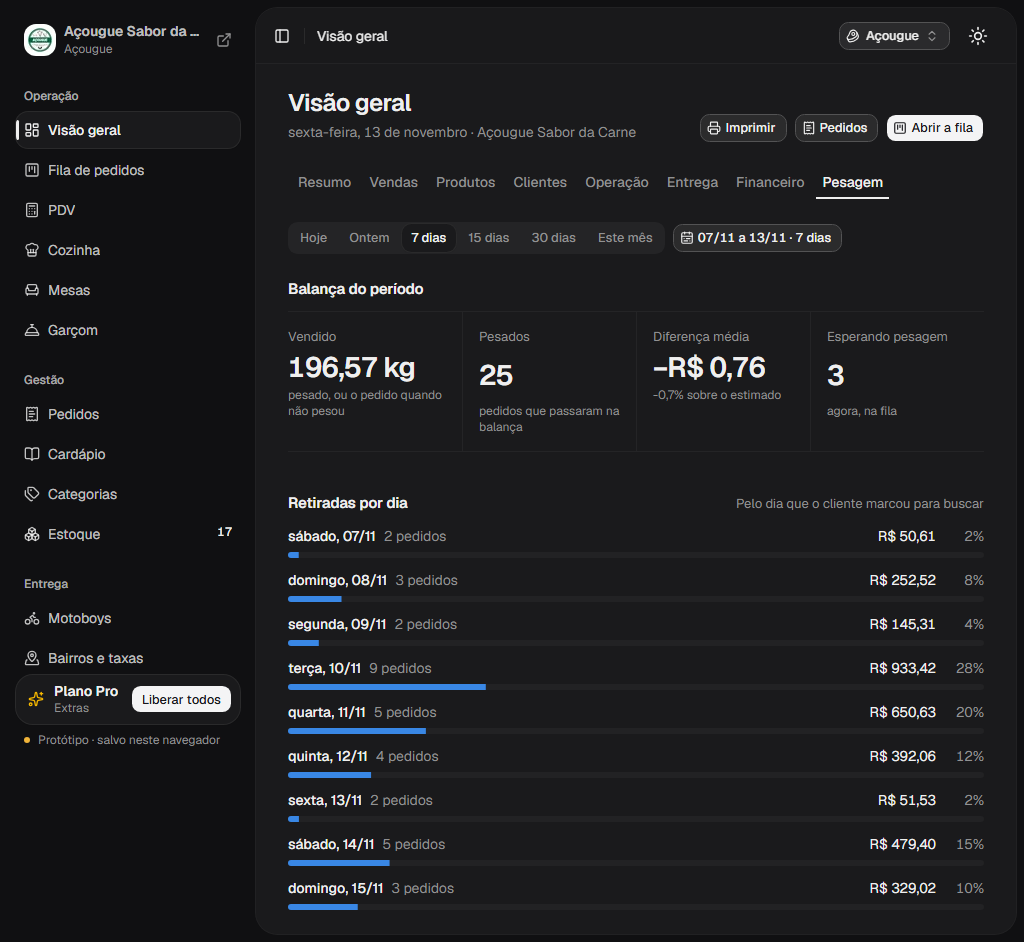 Açougue Sabor da ...
Açougue
Operação
Visão geral
Fila de pedidos
PDV
Cozinha
Mesas
Garçom
Gestão
Pedidos
Cardápio
Categorias
Estoque 17
Entrega
Motoboys
Bairros e taxas
Plano Pro
Extras
Liberar todos
Protótipo · salvo neste navegador
Visão geral
Açougue
Visão geral
sexta-feira, 13 de novembro · Açougue Sabor da Carne
Imprimir Pedidos Abrir a fila
Resumo Vendas Produtos Clientes Operação Entrega Financeiro Pesagem
Hoje Ontem 7 dias 15 dias 30 dias Este mês 07/11 a 13/11 · 7 dias
Balança do período
Vendido
196,57 kg
pesado, ou o pedido quando
não pesou
Pesados
25
pedidos que passaram na
balança
Diferença média
−R$ 0,76
-0,7% sobre o estimado
Esperando pesagem
3
agora, na fila
Retiradas por dia Pelo dia que o cliente marcou para buscar
sábado, 07/11 2 pedidos R$ 50,61 2%
domingo, 08/11 3 pedidos R$ 252,52 8%
segunda, 09/11 2 pedidos R$ 145,31 4%
terça, 10/11 9 pedidos R$ 933,42 28%
quarta, 11/11 5 pedidos R$ 650,63 20%
quinta, 12/11 4 pedidos R$ 392,06 12%
sexta, 13/11 2 pedidos R$ 51,53 2%
sábado, 14/11 5 pedidos R$ 479,40 15%
domingo, 15/11 3 pedidos R$ 329,02 10%